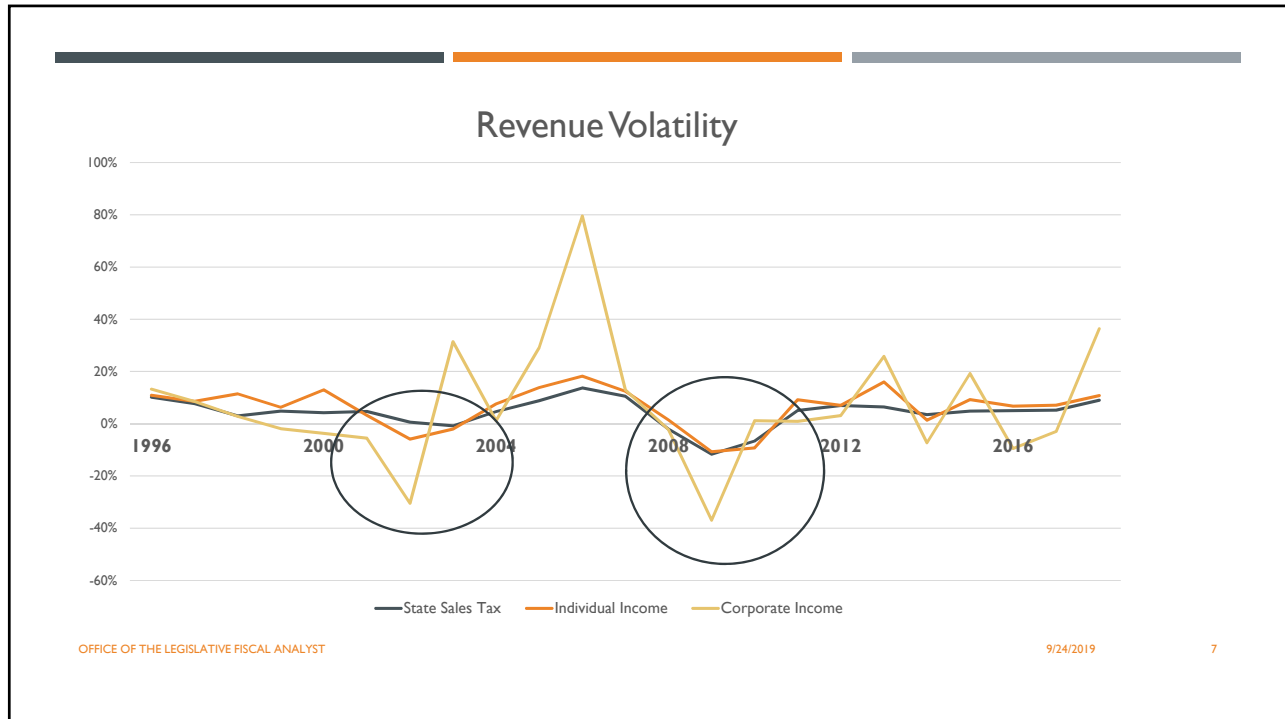 Revenue Volatility
100%
80%
60%
40%
20%
0%
-20%
-40%
-60%
1996 2000 2004 2008 2012 2016
State Sales Tax Individual Income Corporate Income
OFFICE OF THE LEGISLATIVE FISCAL ANALYST 9/24/2019 7